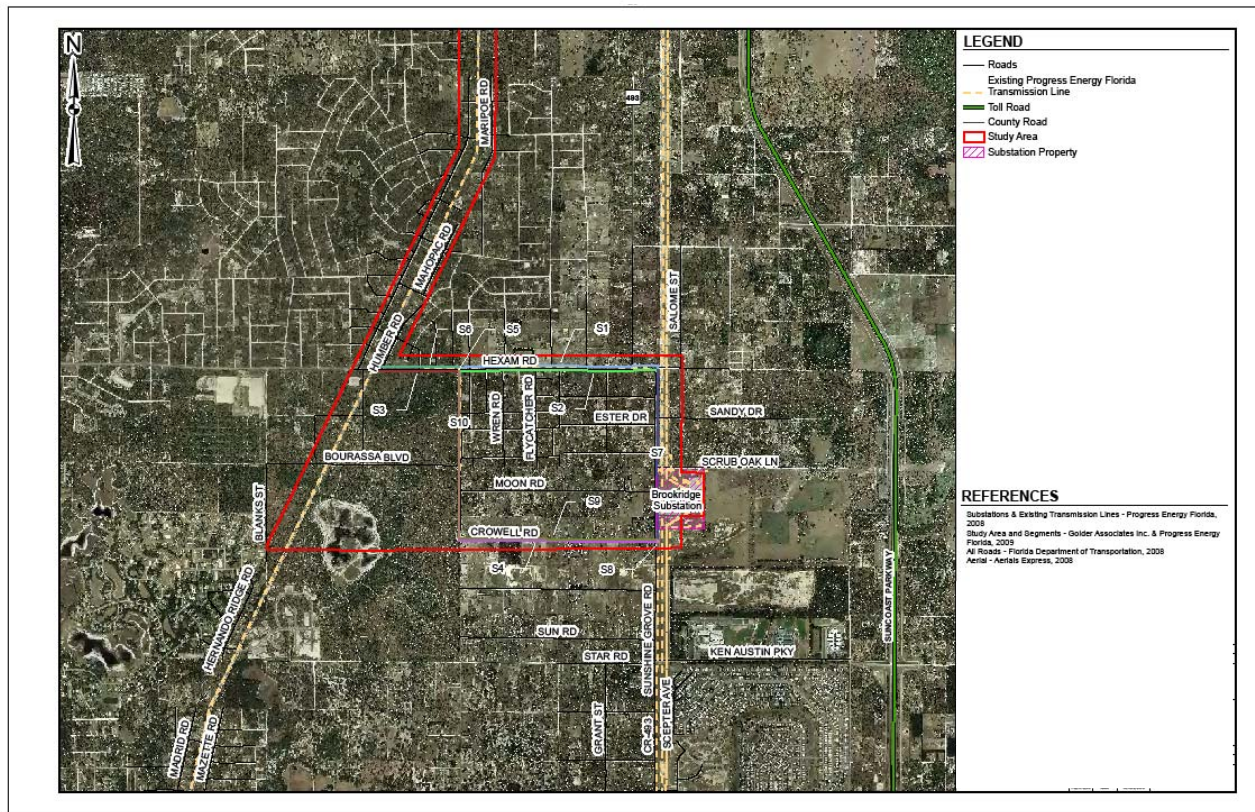 N
493
MARIPOE RD
MAHOPAC RD
HUMBER RD
SALOME ST
S6
S5
S1
HEXAM RD
S3
S10
WREN RD
FLYCATCHER RD
S2
ESTER DR
SANDY DR
BOURASSA BLVD
S7
SCRUB OAK LN
MOON RD
Brookridge
Substation
BLANKS ST
S9
CROWELL RD
S4
S8
HERNANDO RIDGE RD
SUNSHINE GROVE RD
SUNCOAST PARKWAY
SUN RD
STAR RD
KEN AUSTIN PKY
MADRID RD
MAZETTE RD
GRANT ST
CR-493
SCEPTER AVE
LEGEND
Roads
Existing Progress Energy Florida
Transmission Line
Toll Road
County Road
Study Area
Substation Property
REFERENCES
Substations & Existing Transmission Lines - Progress Energy Florida,
2008
Study Area and Segments - Golder Associates Inc. & Progress Energy
Florida, 2009
All Roads - Florida Department of Transportation, 2008
Aerial - Aerials Express, 2008